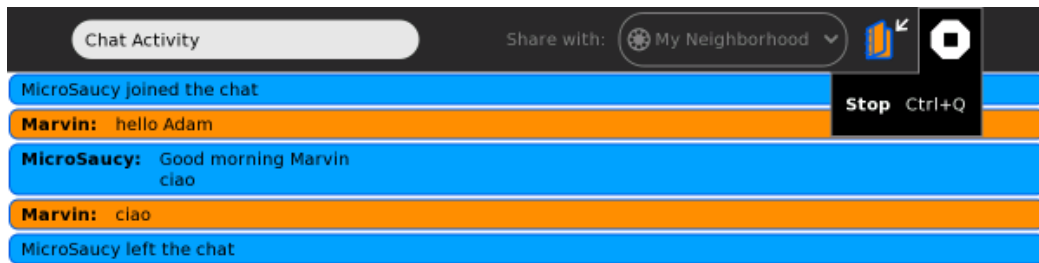 Chat Activity
Share with: My Neighborhood
Stop Ctrl+Q
MicroSaucy joined the chat
Marvin: hello Adam
MicroSaucy: Good morning Marvin
ciao
Marvin: ciao
MicroSaucy left the chat